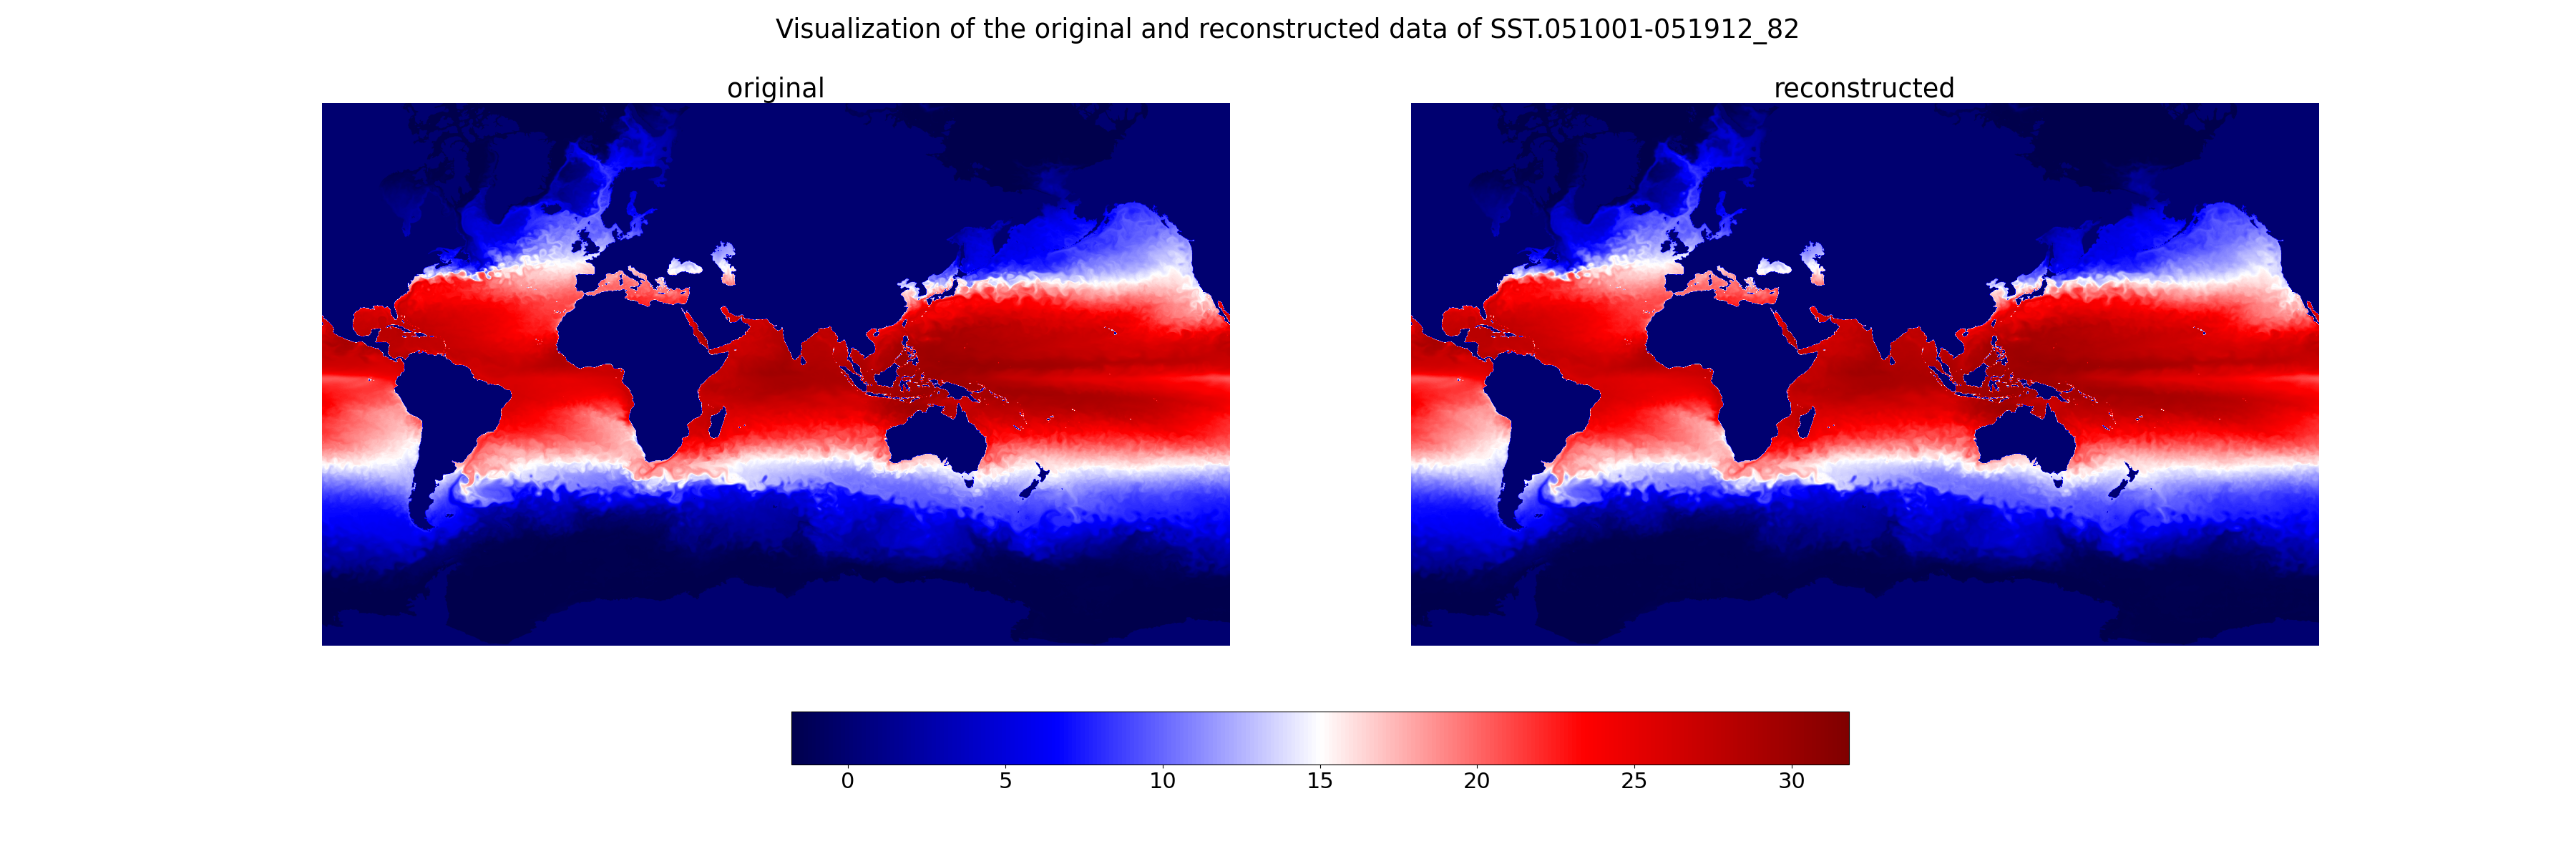 Visualization of the original and reconstructed data of SST.051001-051912_82
original
reconstructed
0 5 10 15 20 25 30